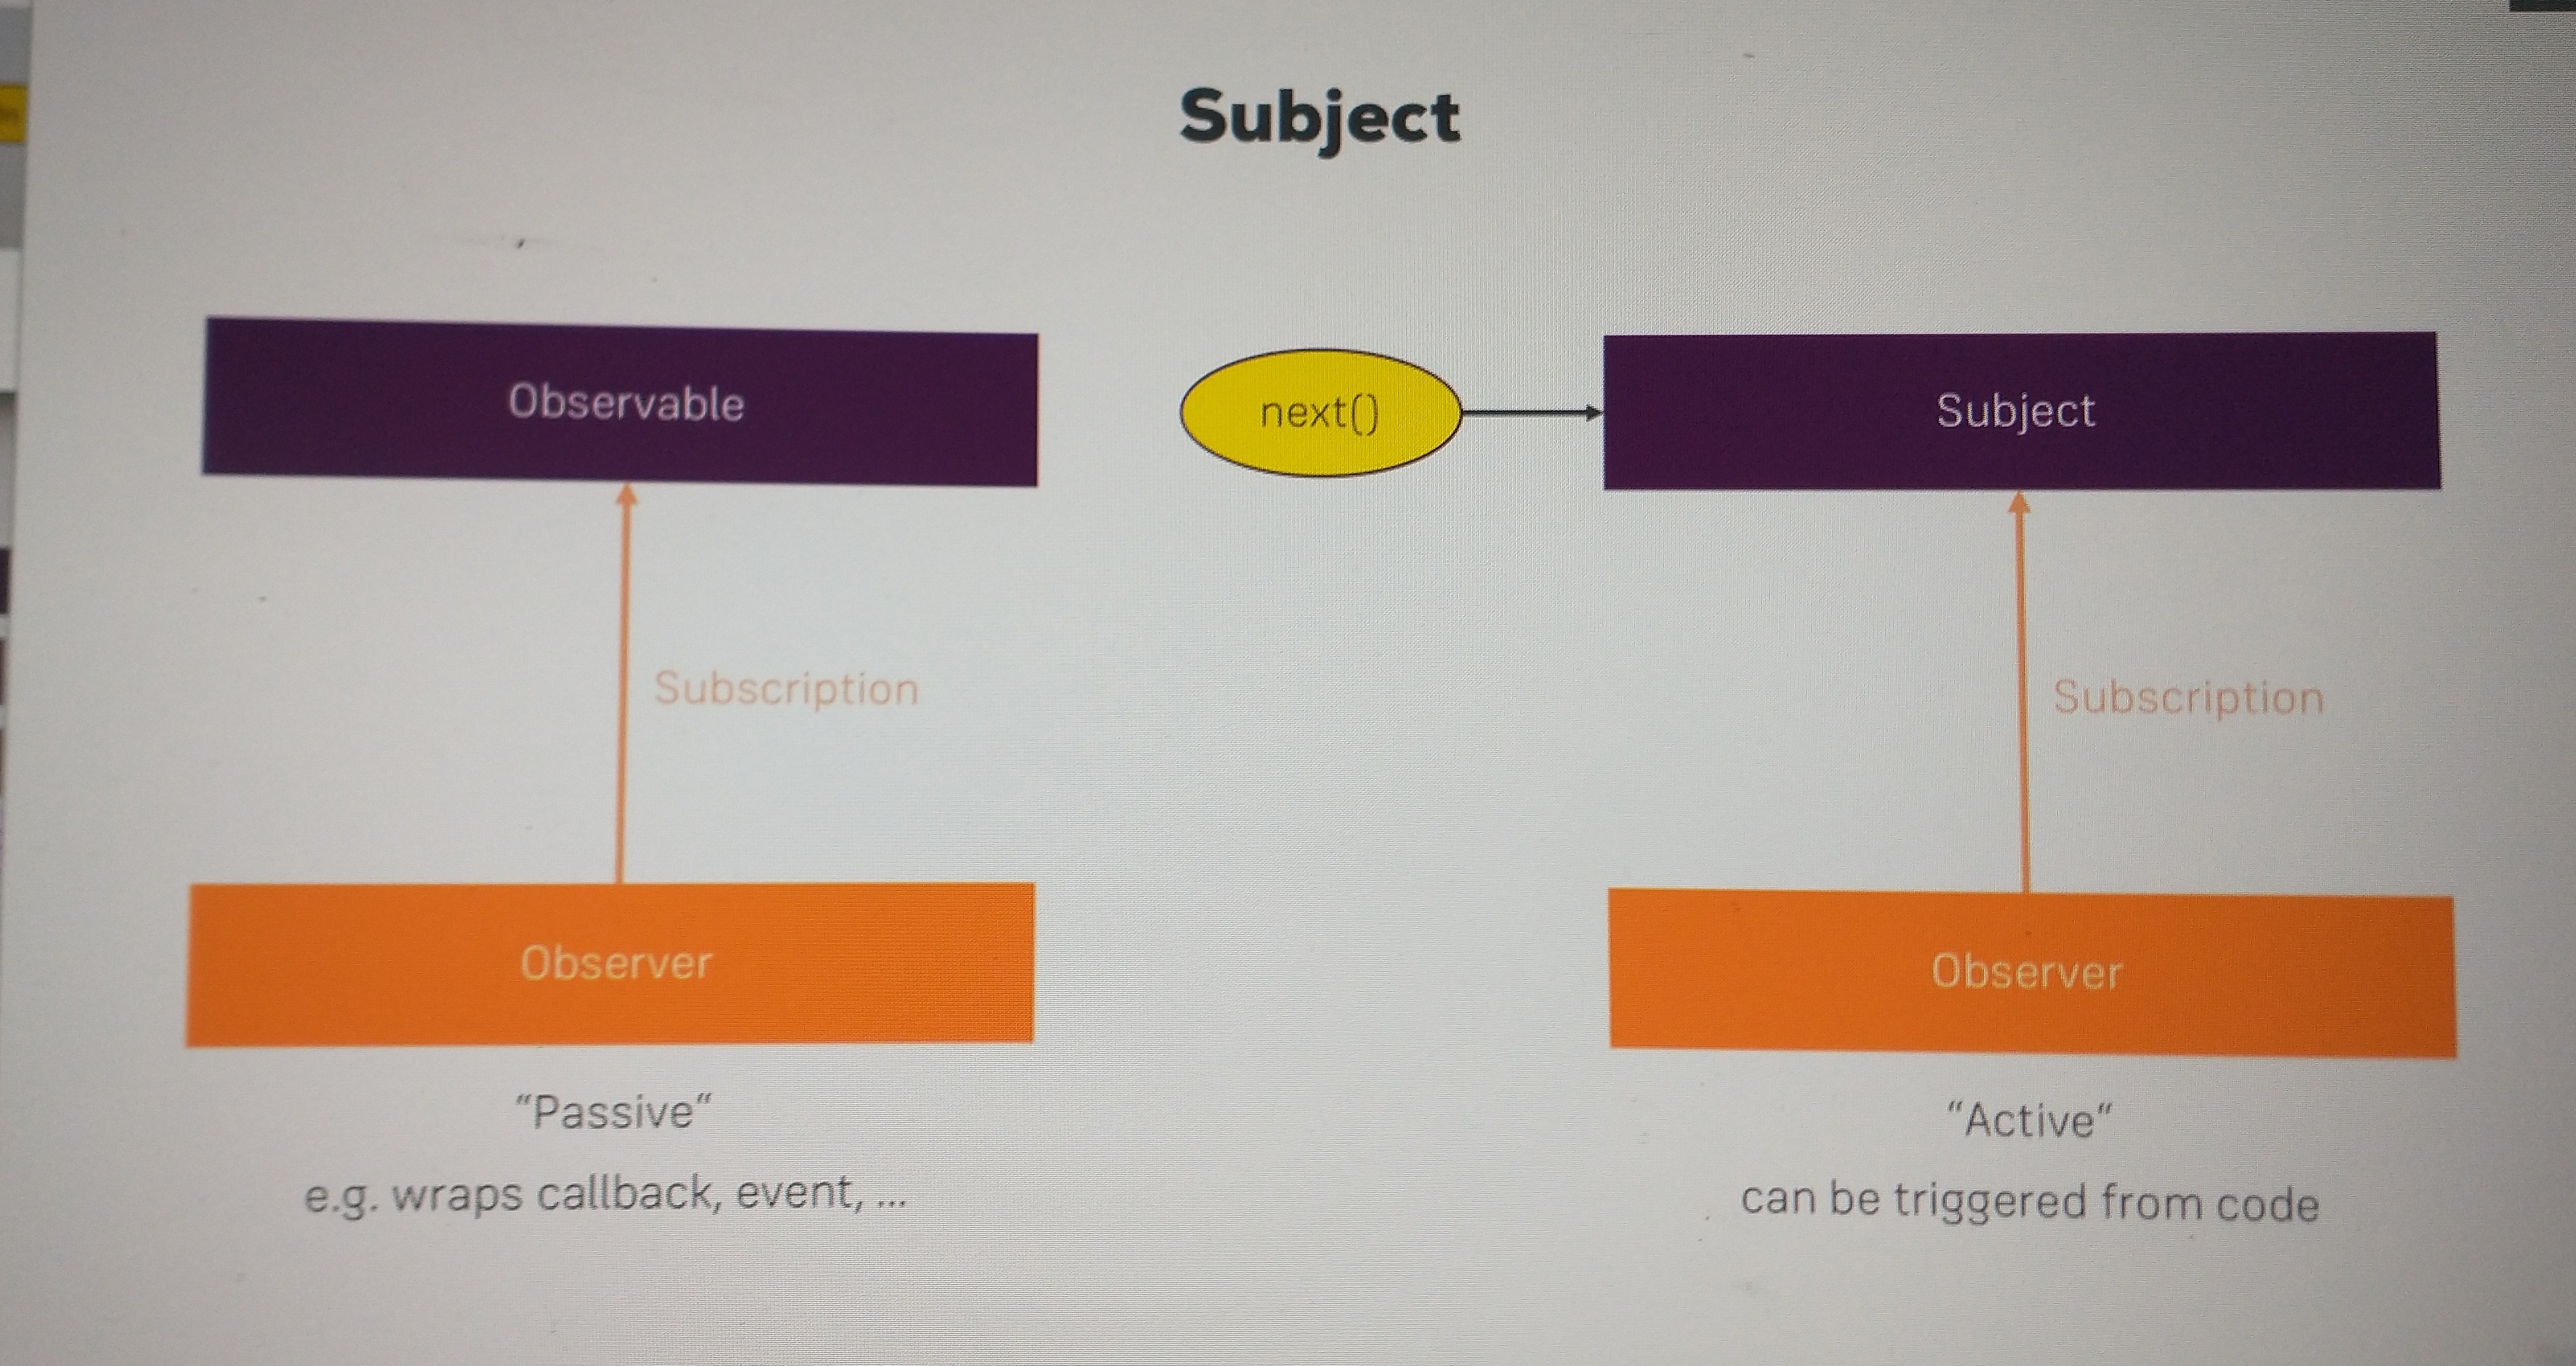 Subject
Observable
next()
Subject
Subscription
Subscription
Observer
Observer
“Passive“
“Active“
e.g. wraps callback, event, ...
can be triggered from code